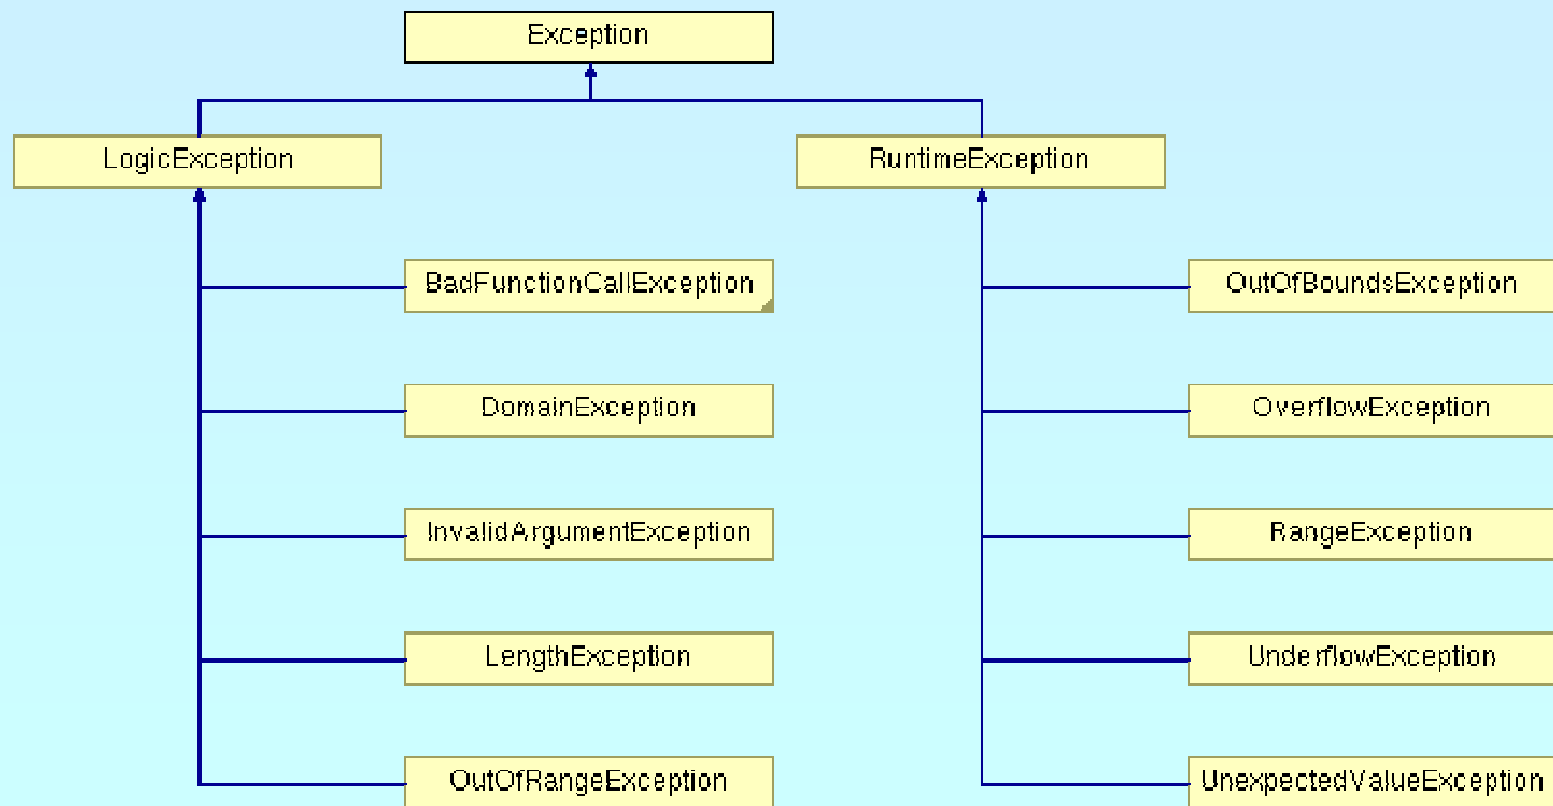 Exception
LogicException
RuntimeException
BadFunctionCallException
OutOfBoundsException
DomainException
OverflowException
InvalidArgumentException
RangeException
LengthException
UnderflowException
OutOfRangeException
UnexpectedValueException